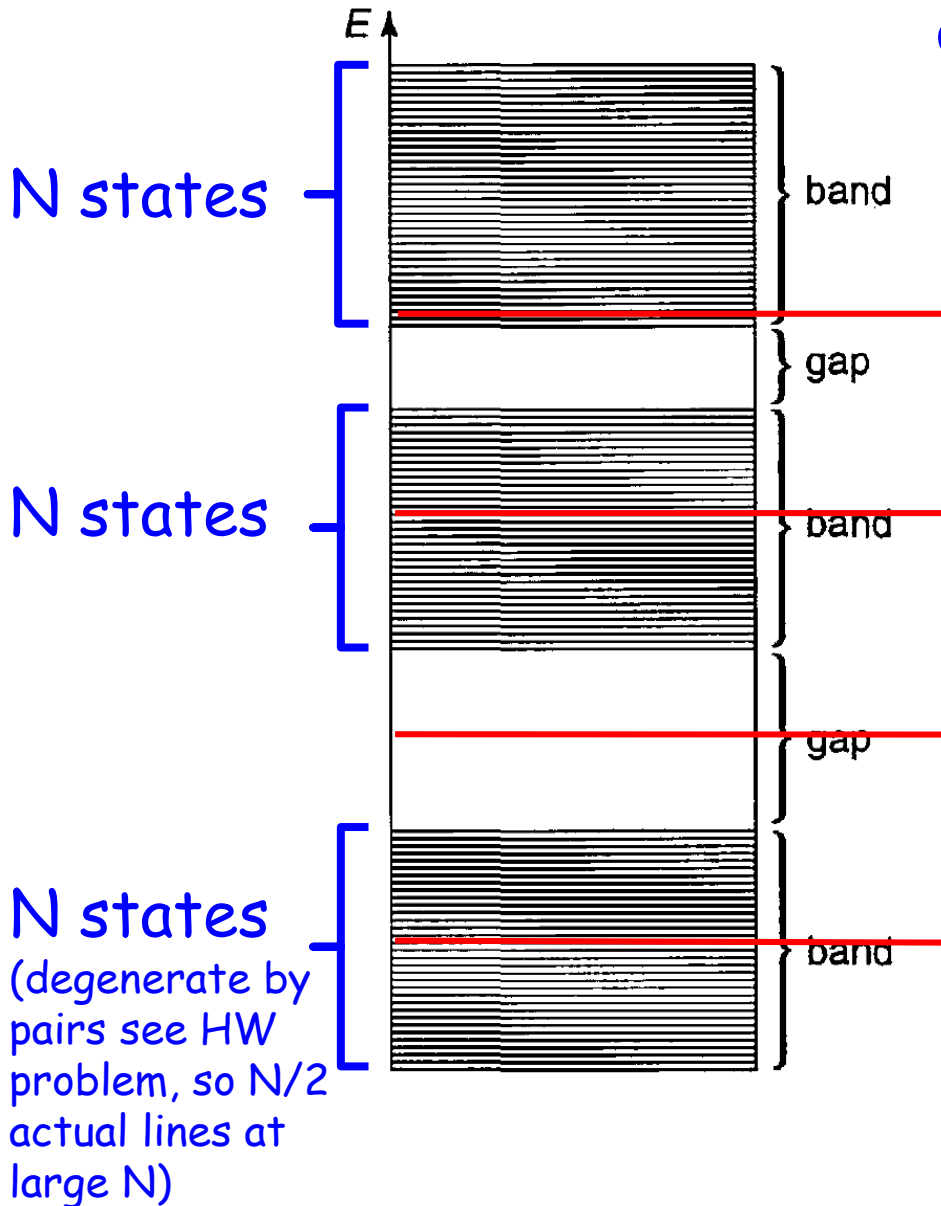 E
N states
band
gap
N states
band
gap
N states
(degenerate by
pairs see HW
problem, so N/2
actual lines at
large N)
band